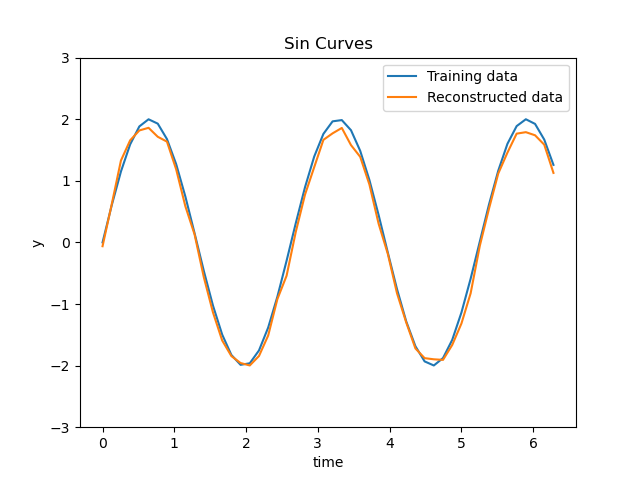 Sin Curves
Training data
Reconstructed data
y
3
2
1
0
−1
−2
−3
0 1 2 3 4 5 6
time